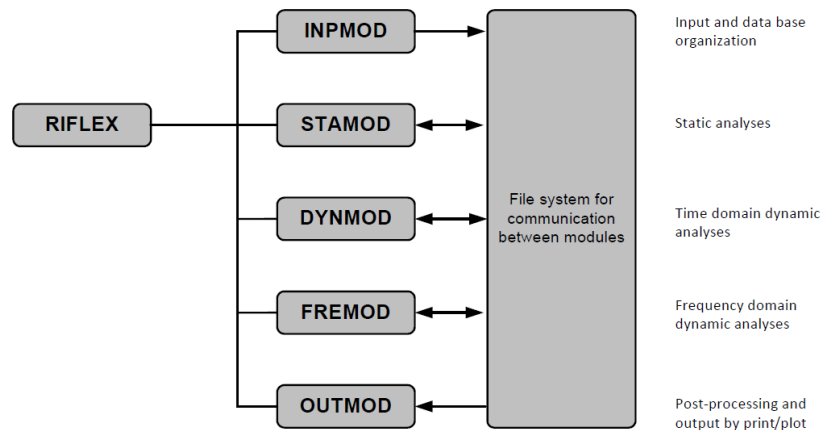 INPMOD
Input and data base
organization
RIFLEX
STAMOD
Static analyses
File system for
communication
between modules
DYNMOD
Time domain dynamic
analyses
FREMOD
Frequency domain
dynamic analyses
OUTMOD
Post-processing and
output by print/plot